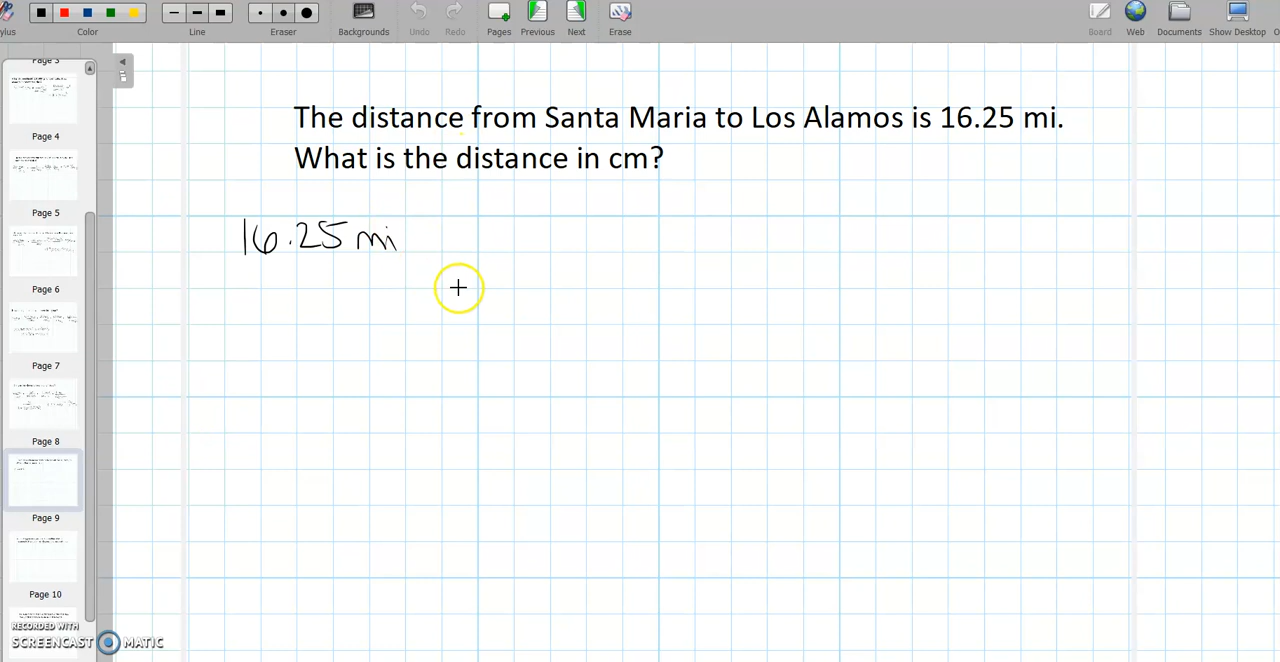 ylus
Color
Line
Eraser
Backgrounds
Undo
Redo
Pages
Previous
Next
Erase
Board
Web
Documents
Show Desktop
Page 3
Page 4
Page 5
Page 6
Page 7
Page 8
Page 9
Page 10
The distance from Santa Maria to Los Alamos is 16.25 mi.
What is the distance in cm?
16.25 mi
RECORDED WITH
SCREENCAST MATIC